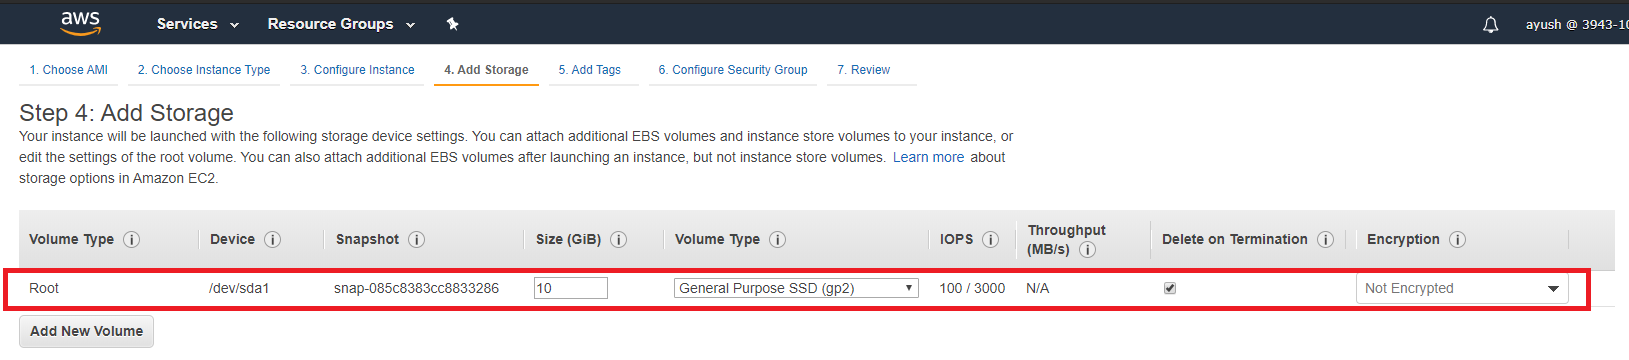 aws Services Resource Groups ayush @ 3943-10
1. Choose AMI 2. Choose Instance Type 3. Configure Instance 4. Add Storage 5. Add Tags 6. Configure Security Group 7. Review
Step 4: Add Storage
Your instance will be launched with the following storage device settings. You can attach additional EBS volumes and instance store volumes to your instance, or
edit the settings of the root volume. You can also attach additional EBS volumes after launching an instance, but not instance store volumes. Learn more about
storage options in Amazon EC2.
Volume Type i Device i Snapshot i Size (GiB) i Volume Type i IOPS i Throughput (MB/s) i Delete on Termination i Encryption i
Root /dev/sda1 snap-085c8383cc8833286 10 General Purpose SSD (gp2) 100 / 3000 N/A Not Encrypted
Add New Volume